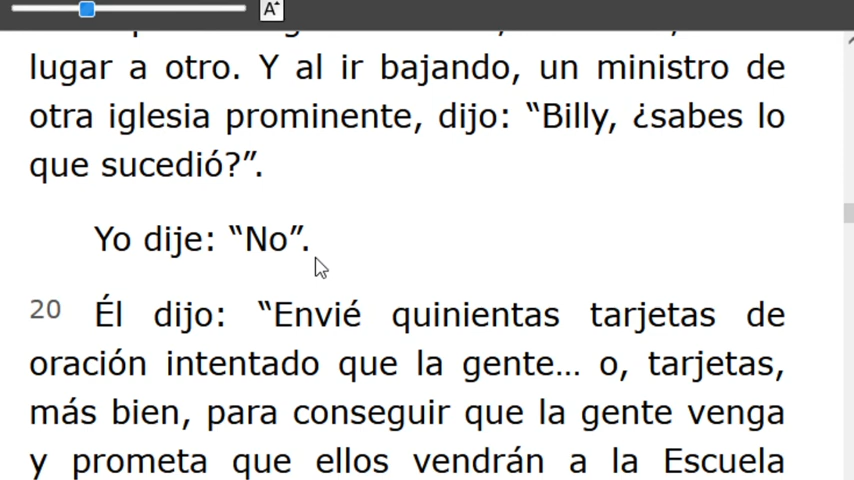 A
lugar a otro. Y al ir bajando, un ministro de
otra iglesia prominente, dijo: “Billy, ¿sabes lo
que sucedió?”.
Yo dije: “No”.
20 Él dijo: “Envié quinientas tarjetas de
oración intentado que la gente... o, tarjetas,
más bien, para conseguir que la gente venga
y prometa que ellos vendrán a la Escuela